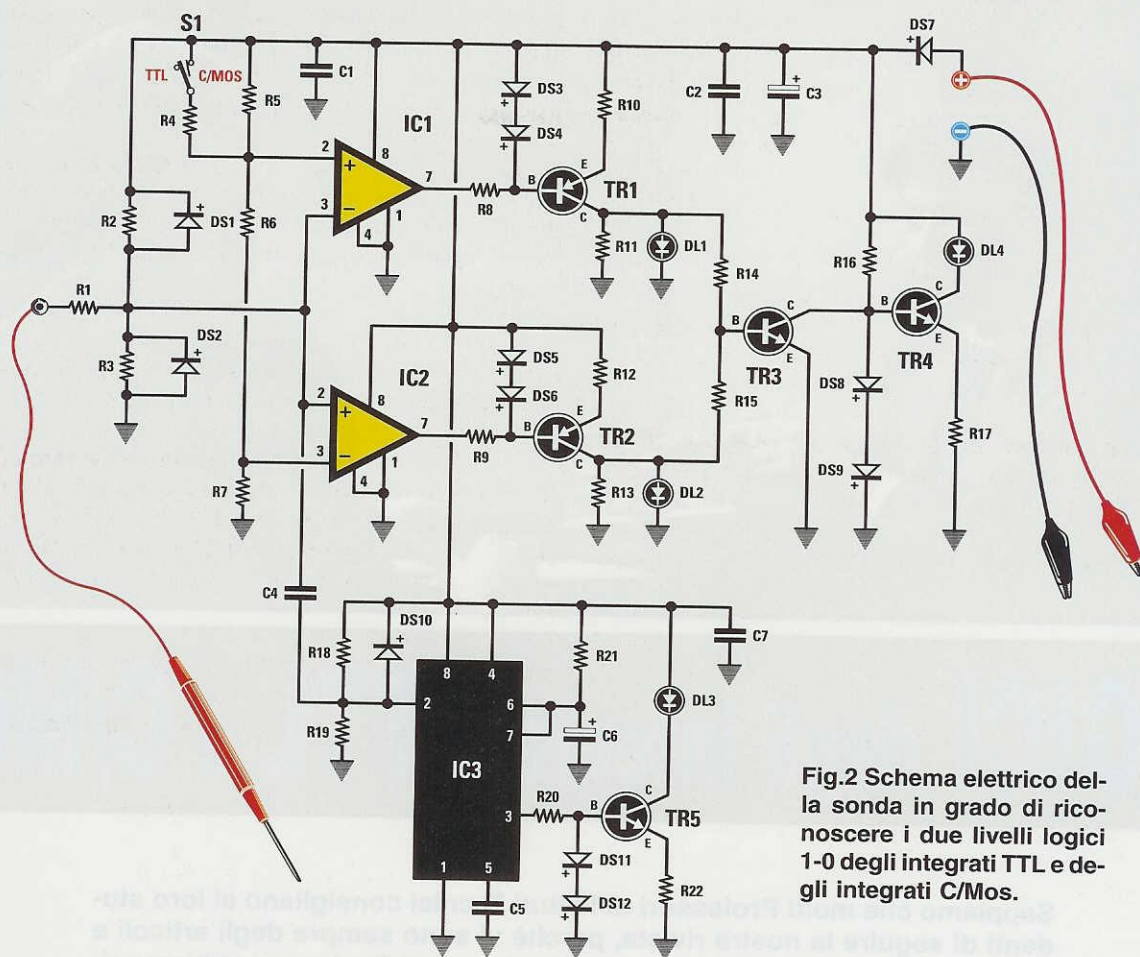 S1
DS7
TTL
C/MOS
C1
R5
R4
IC1
DS3
DS4
R10
C2
C3
2
8
7
3
1
4
R8
B
E
C
TR1
R2
DS1
R6
R11
DL1
R14
R16
DL4
R1
R3
DS2
IC2
DS5
DS6
R12
B
C
E
TR3
B
C
E
TR4
2
8
7
3
1
4
R9
B
E
C
TR2
R15
DS8
R17
R7
R13
DL2
DS9
C4
R18
DS10
C7
R21
8
4
2
6
7
DL3
R19
C6
IC3
3
R20
B
C
E
TR5
1
5
DS11
DS12
R22
C5
Fig.2 Schema elettrico del-
la sonda in grado di rico-
noscere i due livelli logici
1-0 degli integrati TTL e de-
gli integrati C/Mos.